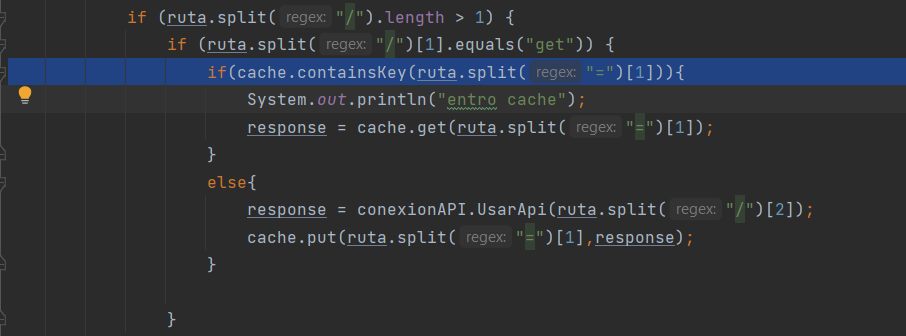 if (ruta.split( regex: "/").length > 1) {
if (ruta.split( regex: "/")[1].equals("get")) {
if(cache.containsKey(ruta.split( regex: "=")[1])){
System.out.println("entro cache");
response = cache.get(ruta.split( regex: "=")[1]);
}
else{
response = conexionAPI.UsarApi(ruta.split( regex: "/")[2]);
cache.put(ruta.split( regex: "=")[1],response);
}
}